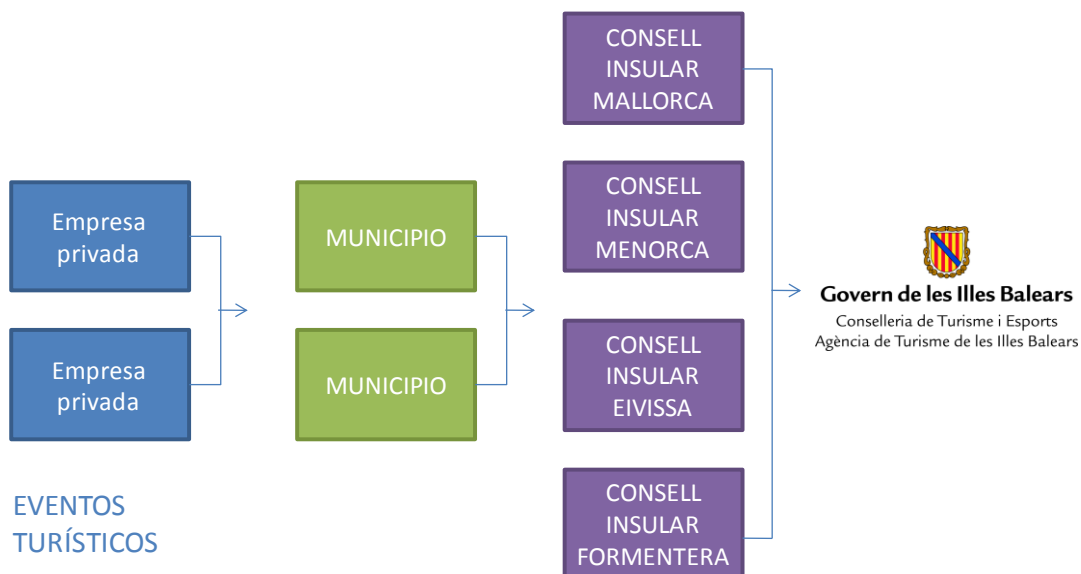 Empresa
privada
Empresa
privada
EVENTOS
TURÍSTICOS
MUNICIPIO
MUNICIPIO
CONSELL
INSULAR
MALLORCA
CONSELL
INSULAR
MENORCA
CONSELL
INSULAR
EIVISSA
CONSELL
INSULAR
FORMENTERA
Govern de les Illes Balears
Conselleria de Turisme i Esports
Agència de Turisme de les Illes Balears